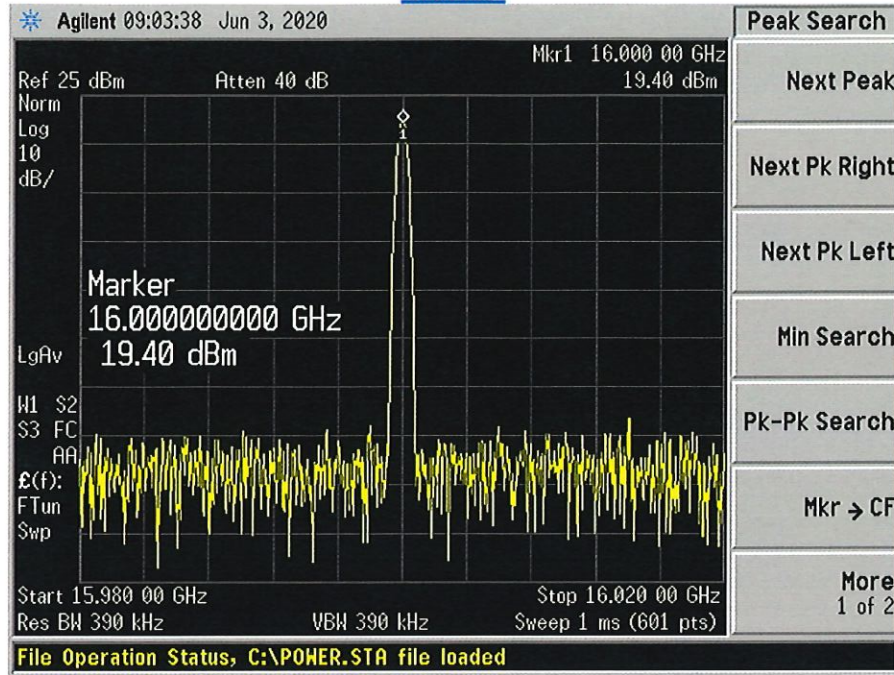 Agilent 09:03:38 Jun 3, 2020
Peak Search
Mkr1 16.000 00 GHz
Ref 25 dBm Atten 40 dB 19.40 dBm
Norm
Log
10
dB/
1
Marker
16.000000000 GHz
19.40 dBm
LgAv
W1 S2
S3 FC
AA
£(f):
FTun
Swp
Start 15.980 00 GHz Stop 16.020 00 GHz
Res BW 390 kHz VBW 390 kHz Sweep 1 ms (601 pts)
File Operation Status, C:\POWER.STA file loaded
Next Peak
Next Pk Right
Next Pk Left
Min Search
Pk-Pk Search
Mkr → CF
More
1 of 2